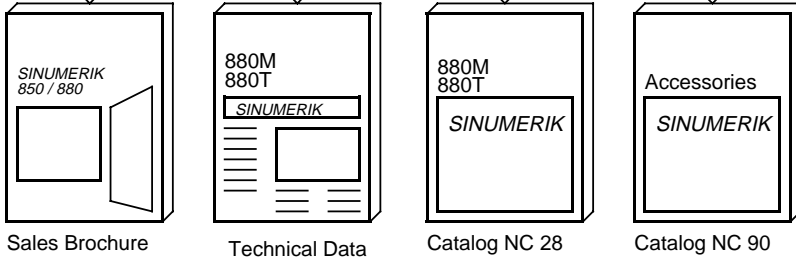 SINUMERIK
850 / 880
Sales Brochure
880M
880T
SINUMERIK
Technical Data
880M
880T
SINUMERIK
Catalog NC 28
Accessories
SINUMERIK
Catalog NC 90